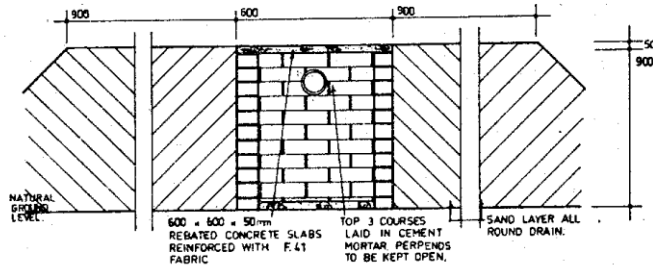 900
600
900
50
900
NATURAL
GROUND
LEVEL.
600 x 600 x 50mm
REBATED CONCRETE SLABS
REINFORCED WITH F.41
FABRIC
TOP 3 COURSES
LAID IN CEMENT
MORTAR. PERPENDS
TO BE KEPT OPEN.
SAND LAYER ALL
ROUND DRAIN.